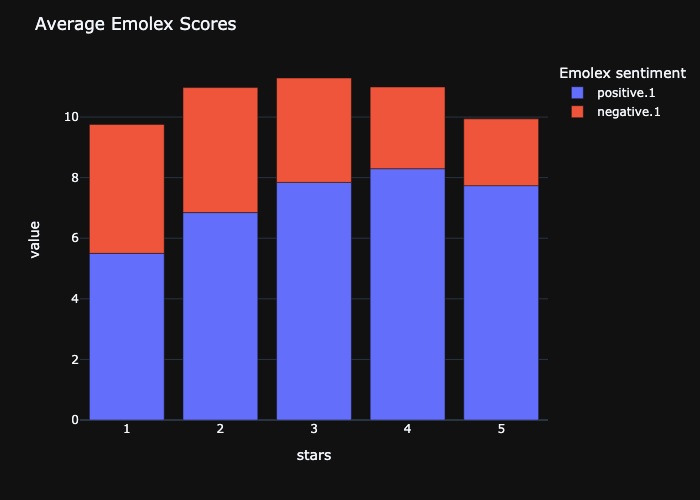 Average Emolex Scores
Emolex sentiment
positive.1
negative.1
value
10
8
6
4
2
0
1 2 3 4 5
stars